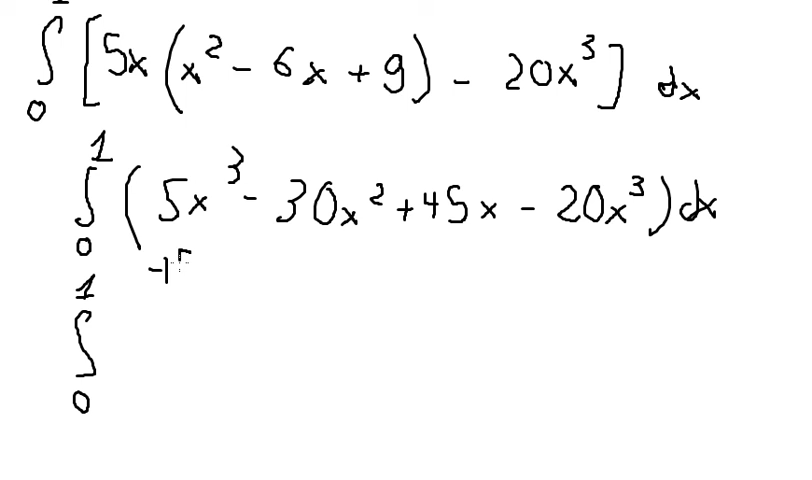 ∫₀¹ [5x(x² - 6x + 9) - 20x³] dx
∫₀¹ (5x³ - 30x² + 45x - 20x³) dx
∫₀¹